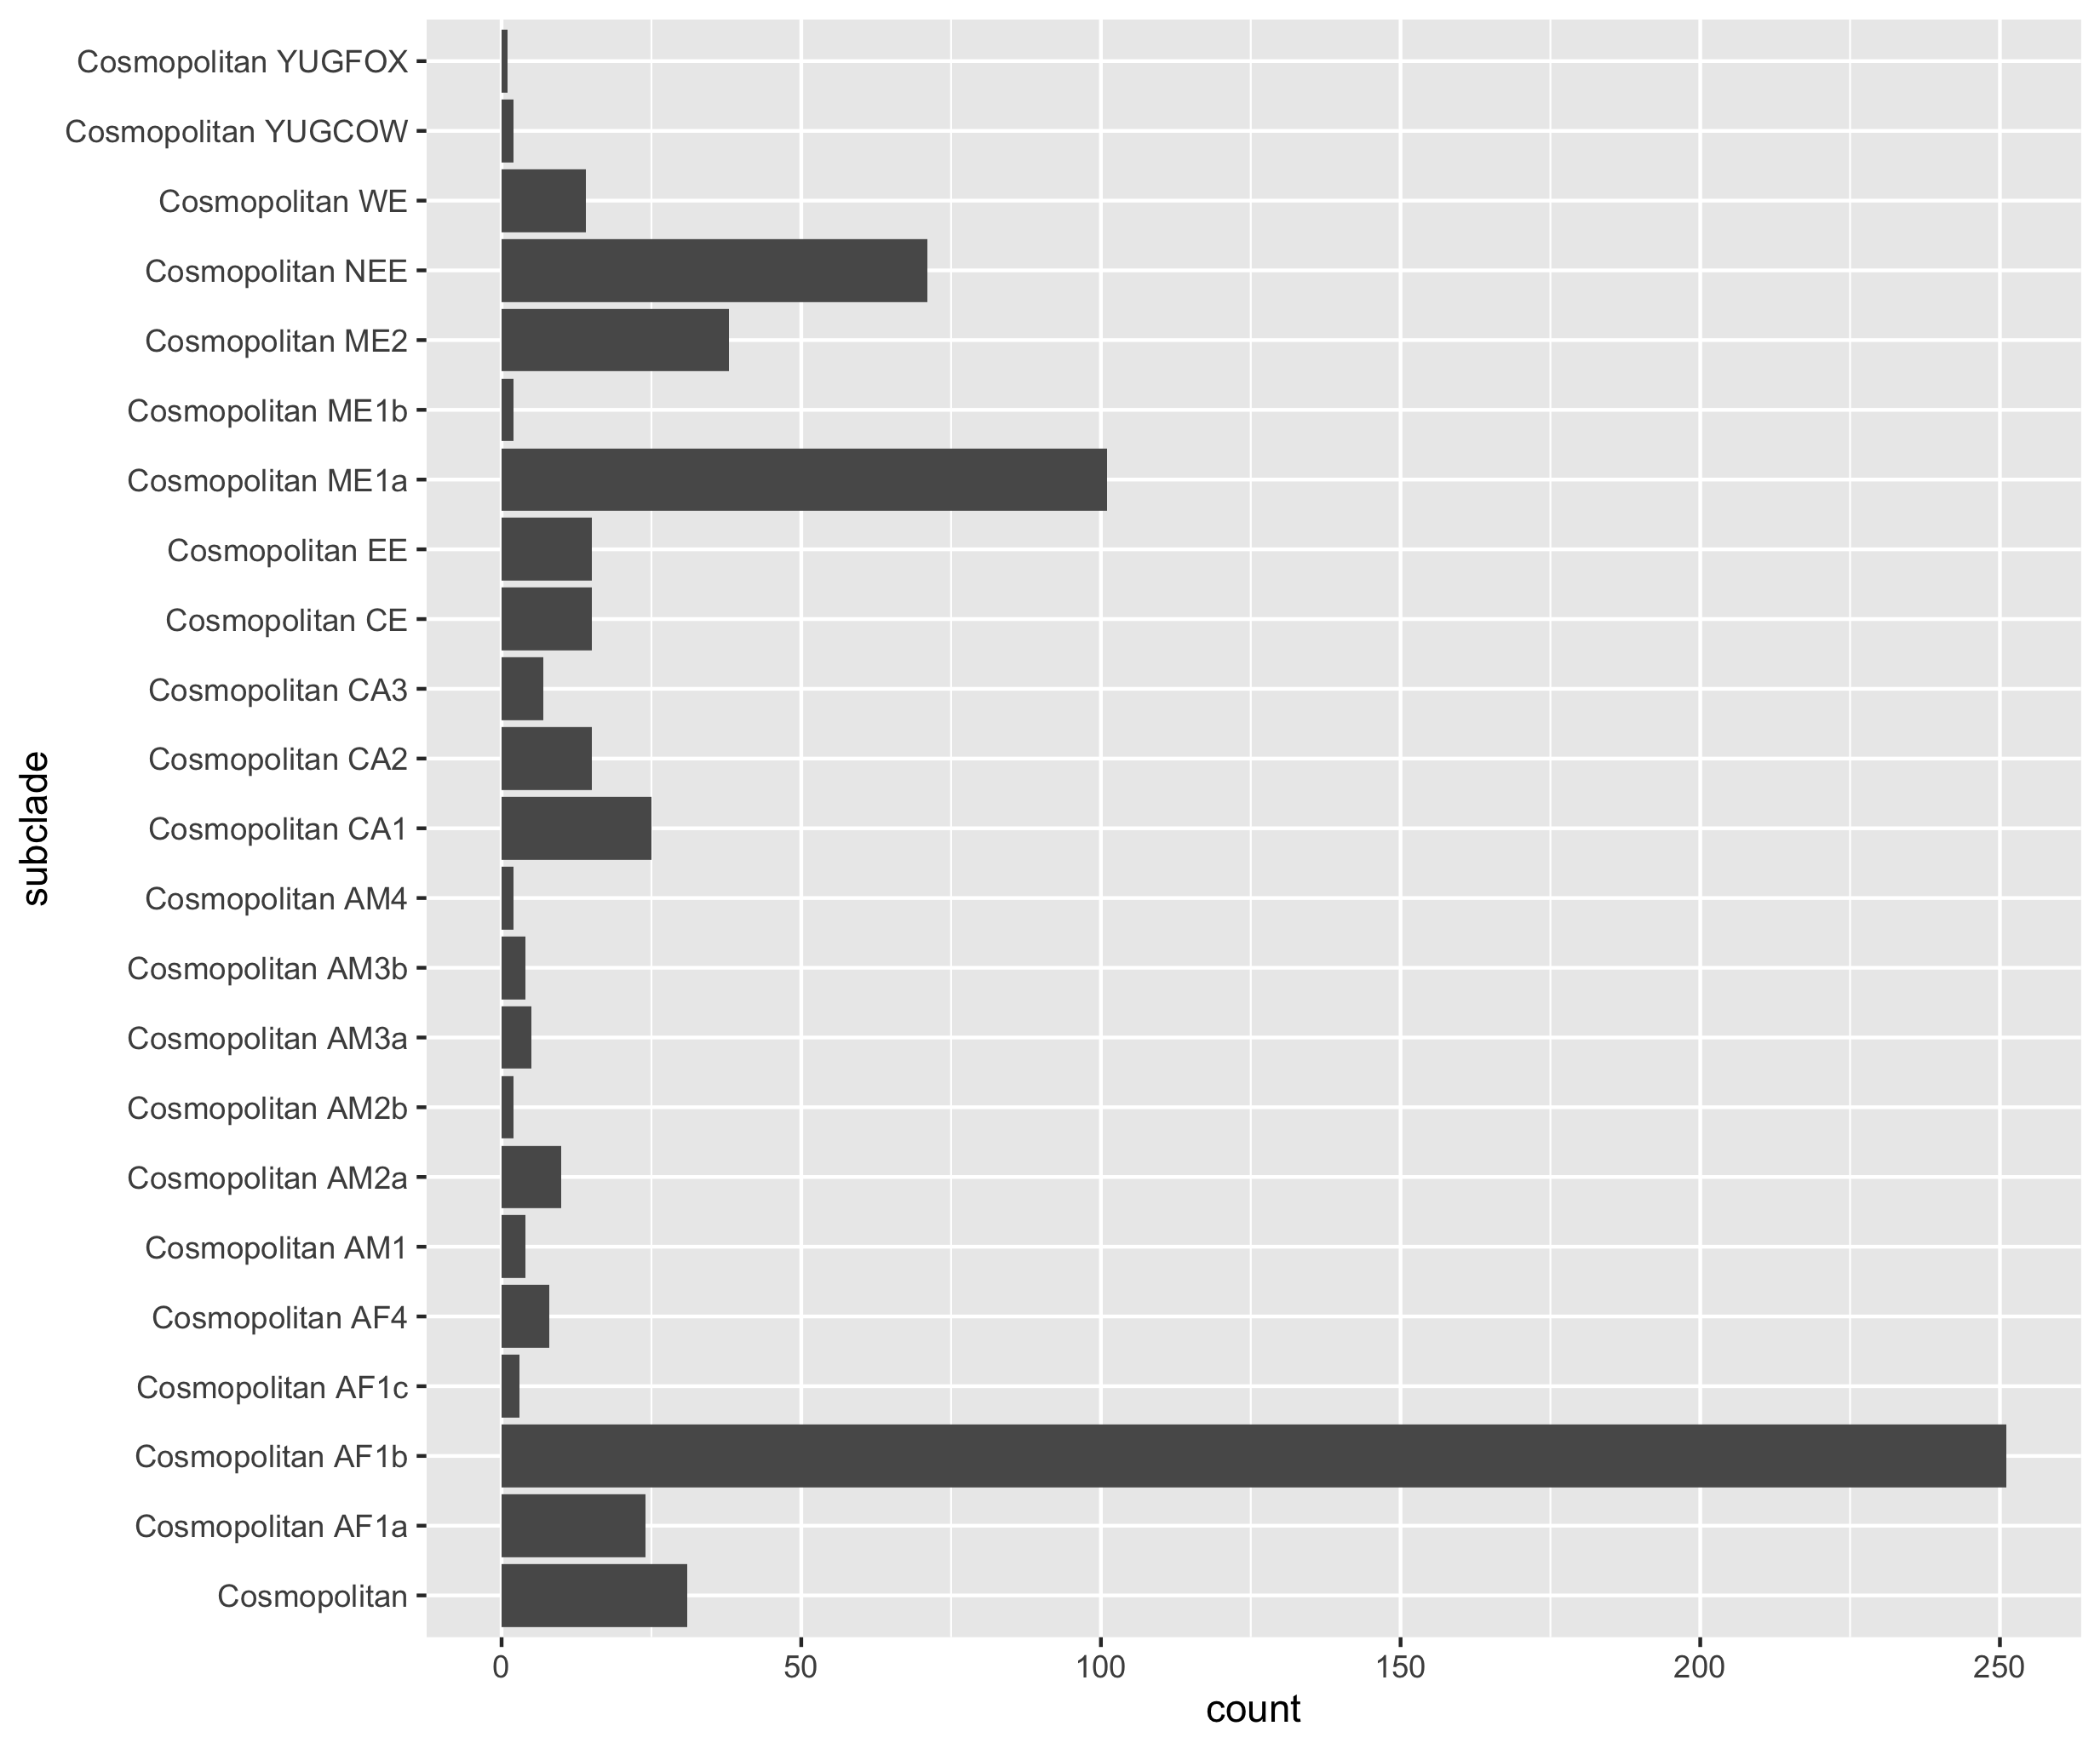 Cosmopolitan YUGFOX
Cosmopolitan YUGCOW
Cosmopolitan WE
Cosmopolitan NEE
Cosmopolitan ME2
Cosmopolitan ME1b
Cosmopolitan ME1a
Cosmopolitan EE
Cosmopolitan CE
Cosmopolitan CA3
Cosmopolitan CA2
Cosmopolitan CA1
Cosmopolitan AM4
Cosmopolitan AM3b
Cosmopolitan AM3a
Cosmopolitan AM2b
Cosmopolitan AM2a
Cosmopolitan AM1
Cosmopolitan AF4
Cosmopolitan AF1c
Cosmopolitan AF1b
Cosmopolitan AF1a
Cosmopolitan
subclade
0 50 100 150 200 250
count